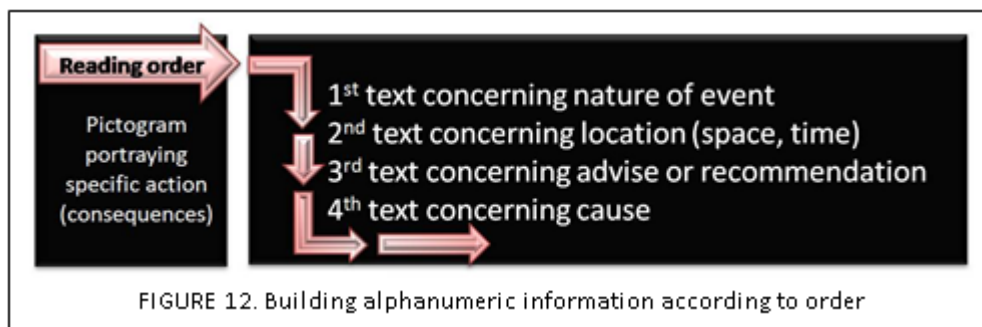 Reading order
Pictogram
portraying
specific action
(consequences)
1st text concerning nature of event
2nd text concerning location (space, time)
3rd text concerning advise or recommendation
4th text concerning cause
FIGURE 12. Building alphanumeric information according to order